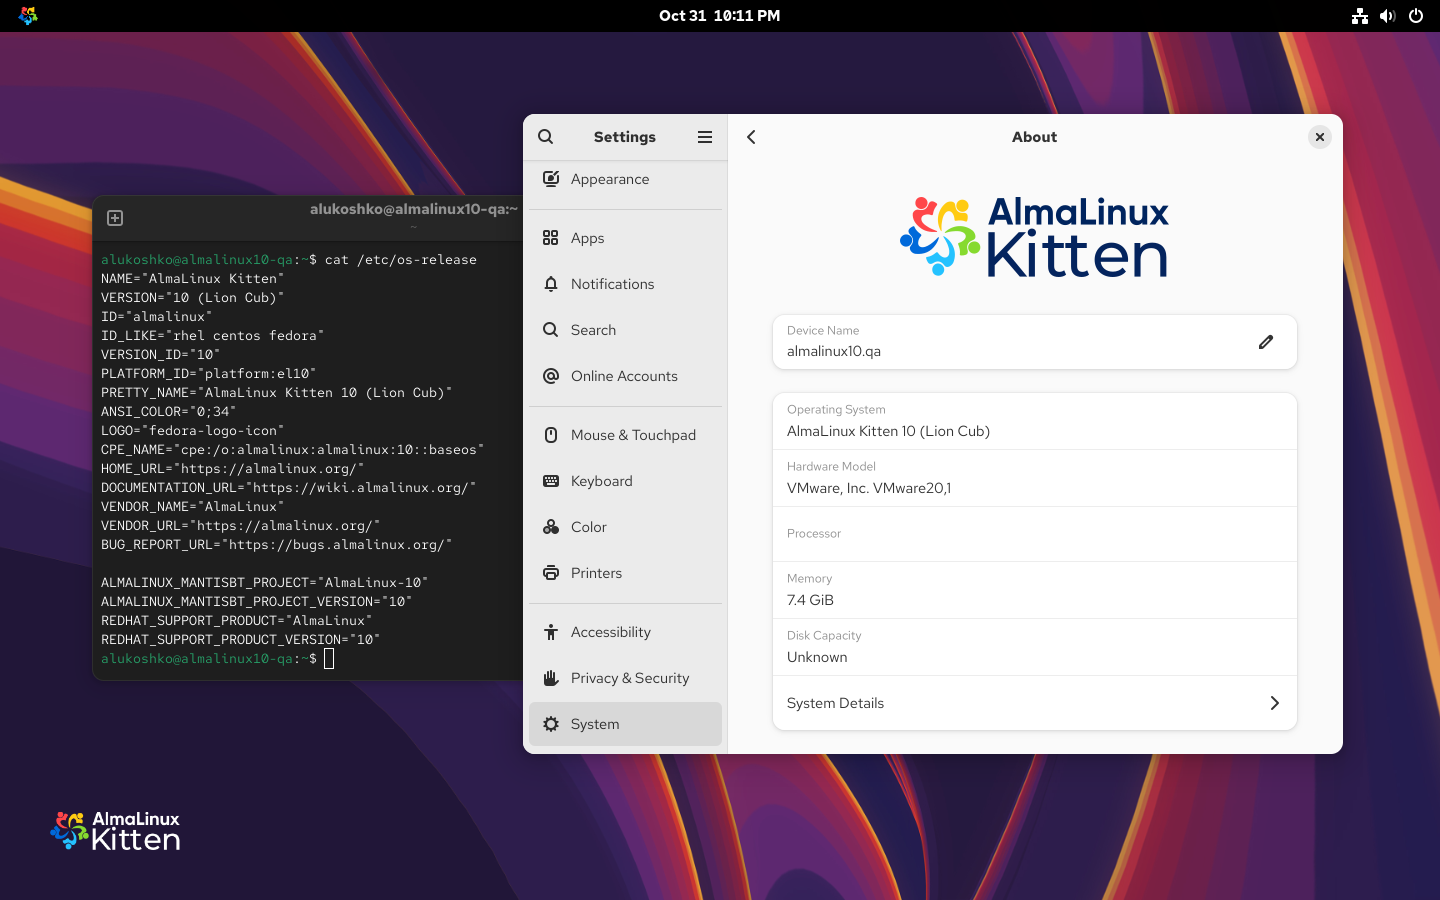 Oct 31 10:11 PM
alukoshko@almalinux10-qa:~
~
alukoshko@almalinux10-qa:~$ cat /etc/os-release
NAME="AlmaLinux Kitten"
VERSION="10 (Lion Cub)"
ID="almalinux"
ID_LIKE="rhel centos fedora"
VERSION_ID="10"
PLATFORM_ID="platform:el10"
PRETTY_NAME="AlmaLinux Kitten 10 (Lion Cub)"
ANSI_COLOR="0;34"
LOGO="fedora-logo-icon"
CPE_NAME="cpe:/o:almalinux:almalinux:10::baseos"
HOME_URL="https://almalinux.org/"
DOCUMENTATION_URL="https://wiki.almalinux.org/"
VENDOR_NAME="AlmaLinux"
VENDOR_URL="https://almalinux.org/"
BUG_REPORT_URL="https://bugs.almalinux.org/"
ALMALINUX_MANTISBT_PROJECT="AlmaLinux-10"
ALMALINUX_MANTISBT_PROJECT_VERSION="10"
REDHAT_SUPPORT_PRODUCT="AlmaLinux"
REDHAT_SUPPORT_PRODUCT_VERSION="10"
alukoshko@almalinux10-qa:~$
Settings
Appearance
Apps
Notifications
Search
Online Accounts
Mouse & Touchpad
Keyboard
Color
Printers
Accessibility
Privacy & Security
System
About
AlmaLinux
Kitten
Device Name
almalinux10.qa
Operating System
AlmaLinux Kitten 10 (Lion Cub)
Hardware Model
VMware, Inc. VMware20,1
Processor
Memory
7.4 GiB
Disk Capacity
Unknown
System Details
AlmaLinux
Kitten